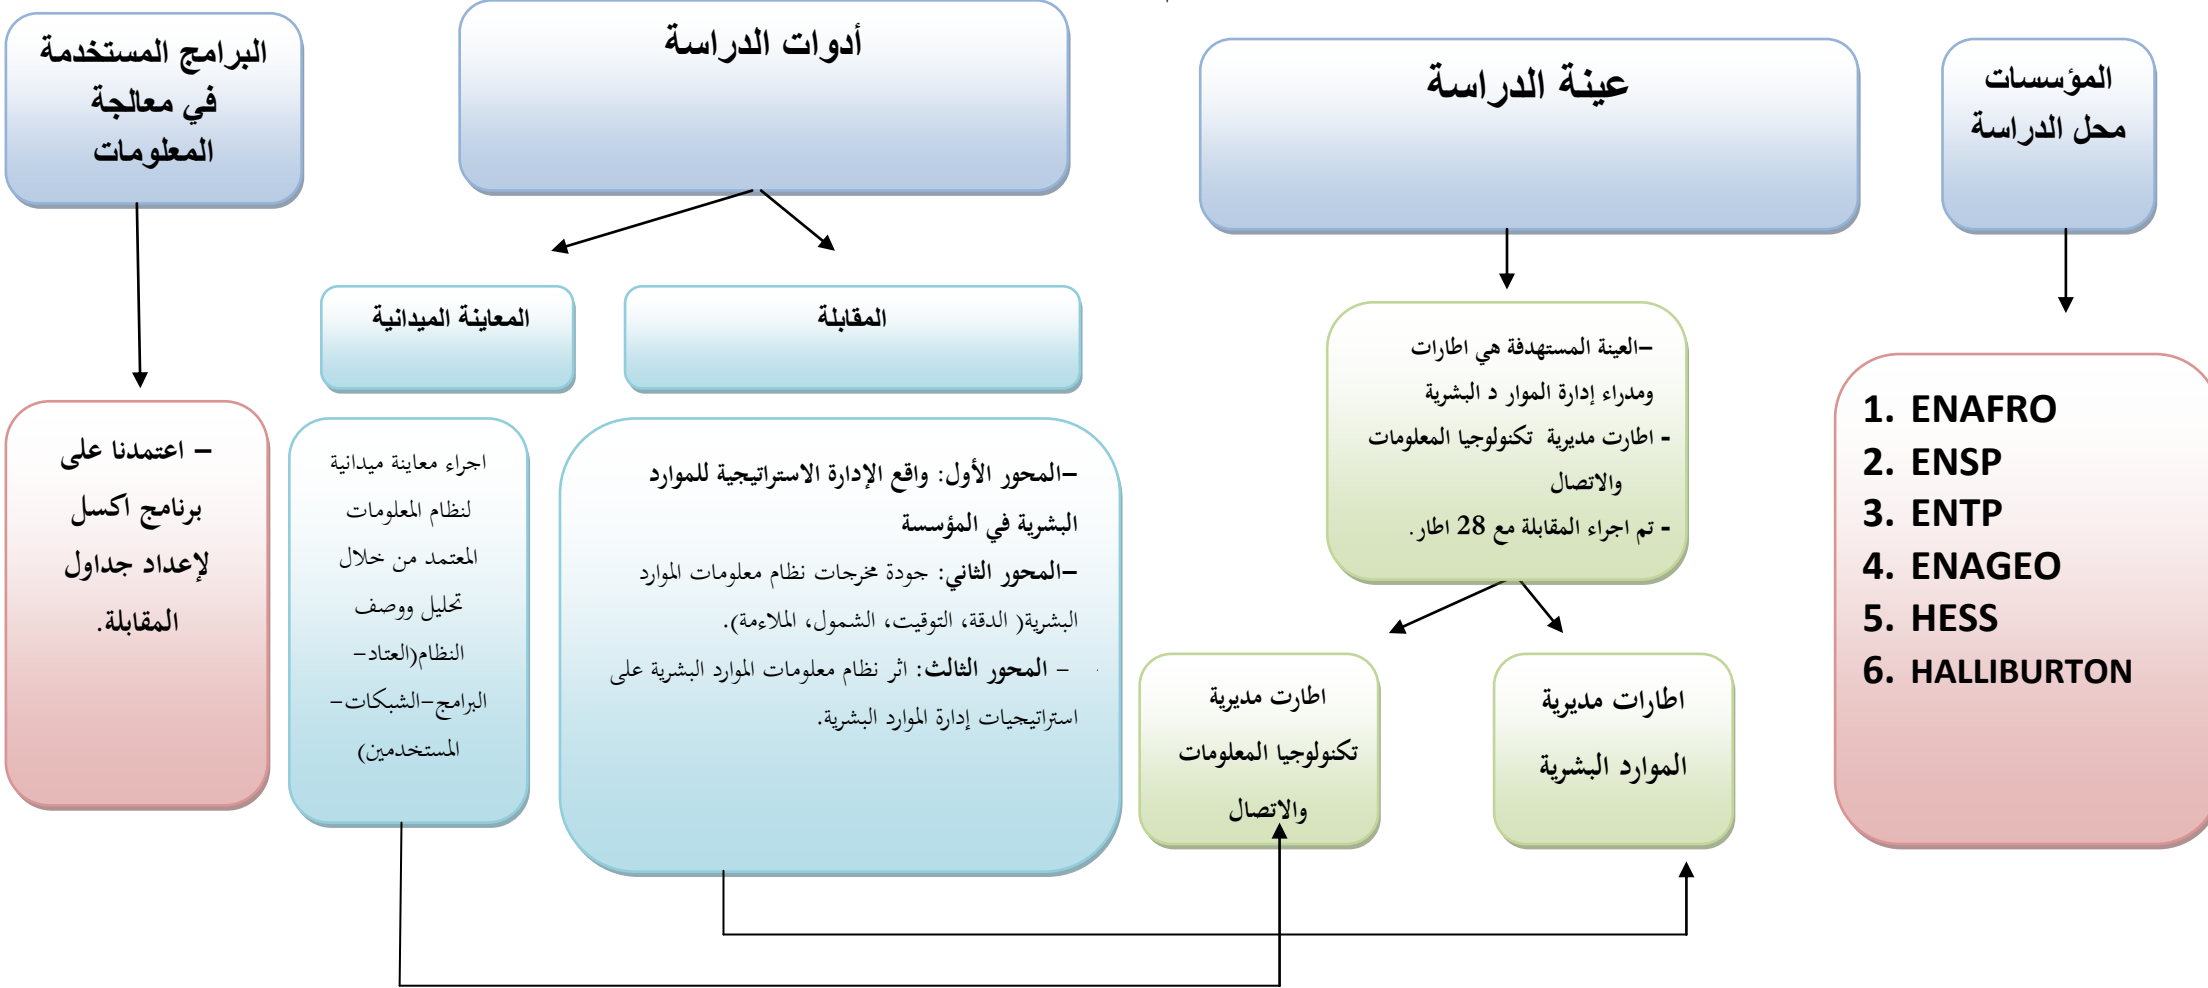 المؤسسات
محل الدراسة
1. ENAFRO
2. ENSP
3. ENTP
4. ENAGEO
5. HESS
6. HALLIBURTON
عينة الدراسة
–العينة المستهدفة هي اطارات
ومدراء إدارة الموار د البشرية
- اطارت مديرية تكنولوجيا المعلومات
والاتصال
- تم اجراء المقابلة مع 28 اطار.
اطارات مديرية
الموارد البشرية
اطارت مديرية
تكنولوجيا المعلومات
والاتصال
أدوات الدراسة
المقابلة
–المحور الأول: واقع الإدارة الاستراتيجية للموارد
البشرية في المؤسسة
–المحور الثاني: جودة مخرجات نظام معلومات الموارد
البشرية( الدقة، التوقيت، الشمول، الملاءمة).
- – المحور الثالث: اثر نظام معلومات الموارد البشرية على
استراتيجيات إدارة الموارد البشرية.
المعاينة الميدانية
اجراء معاينة ميدانية
لنظام المعلومات
المعتمد من خلال
تحليل ووصف
النظام(العتاد–
البرامج–الشبكات–
المستخدمين)
البرامج المستخدمة
في معالجة
المعلومات
– اعتمدنا على
برنامج اكسل
لإعداد جداول
المقابلة.